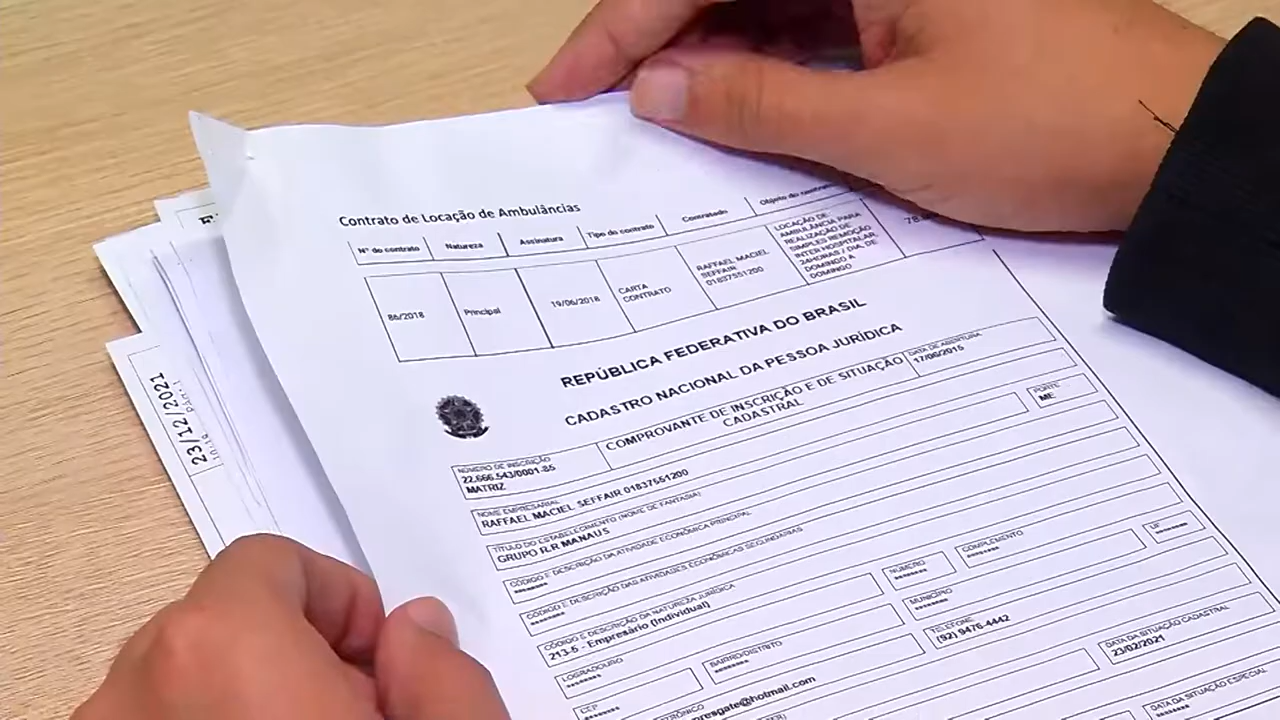 Contrato de Locação de Ambulâncias
Nº do contrato Natureza Assinatura Tipo do contrato Contratado Objeto do contrato
86/2018 Principal 19/06/2018 CARTA CONTRATO RAFFAEL MACIEL SEFFAIR 01837551200
LOCAÇÃO DE
AMBULÂNCIA PARA
REALIZAÇÃO DE
SIMPLES REMOÇÃO
INTER HOSPITALAR
24HORAS / DIA, DE
DOMINGO A
DOMINGO
REPÚBLICA FEDERATIVA DO BRASIL
CADASTRO NACIONAL DA PESSOA JURÍDICA
NÚMERO DE INSCRIÇÃO
22.666.543/0001-85
MATRIZ
COMPROVANTE DE INSCRIÇÃO E DE SITUAÇÃO
CADASTRAL
DATA DE ABERTURA
17/06/2015
NOME EMPRESARIAL
RAFFAEL MACIEL SEFFAIR 01837551200
TÍTULO DO ESTABELECIMENTO (NOME DE FANTASIA)
GRUPO R.R MANAUS
PORTE
ME
CÓDIGO E DESCRIÇÃO DA ATIVIDADE ECONÔMICA PRINCIPAL
********
CÓDIGO E DESCRIÇÃO DAS ATIVIDADES ECONÔMICAS SECUNDÁRIAS
********
CÓDIGO E DESCRIÇÃO DA NATUREZA JURÍDICA
213-5 - Empresário (Individual)
LOGRADOURO
********
NÚMERO
********
COMPLEMENTO
********
CEP
********
BAIRRO/DISTRITO
********
MUNICÍPIO
********
UF
********
presgate@hotmail.com
TELEFONE
(92) 9476-4442
DATA DA SITUAÇÃO CADASTRAL
23/02/2021
DATA DA SITUAÇÃO ESPECIAL
23/12/2021